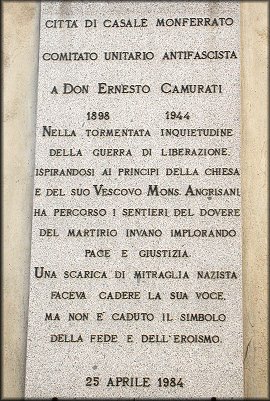 CITTÀ DI CASALE MONFERRATO
COMITATO UNITARIO ANTIFASCISTA
A DON ERNESTO CAMURATI
1898 1944
NELLA TORMENTATA INQUIETUDINE
DELLA GUERRA DI LIBERAZIONE.
ISPIRANDOSI AI PRINCIPI DELLA CHIESA
E DEL SUO VESCOVO MONS. ANGRISANI
HA PERCORSO I SENTIERI DEL DOVERE
DEL MARTIRIO INVANO IMPLORANDO
PACE E GIUSTIZIA
UNA SCARICA DI MITRAGLIA NAZISTA
FACEVA CADERE LA SUA VOCE.
MA NON E' CADUTO IL SIMBOLO
DELLA FEDE E DELL'EROISMO.
25 APRILE 1984